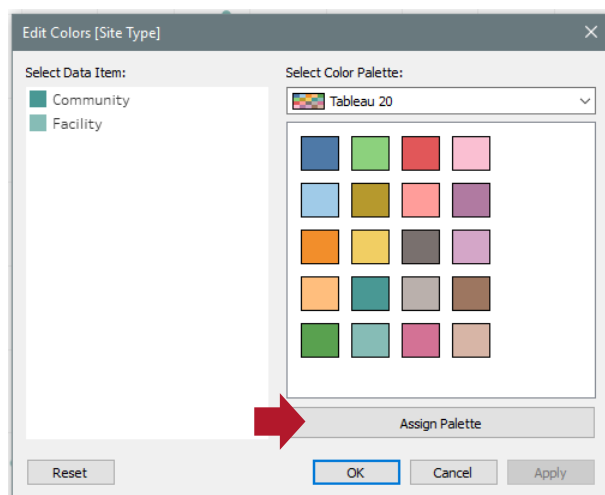 Edit Colors [Site Type]
Select Data Item:
Community
Facility
Select Color Palette:
Tableau 20
Assign Palette
Reset
OK
Cancel
Apply